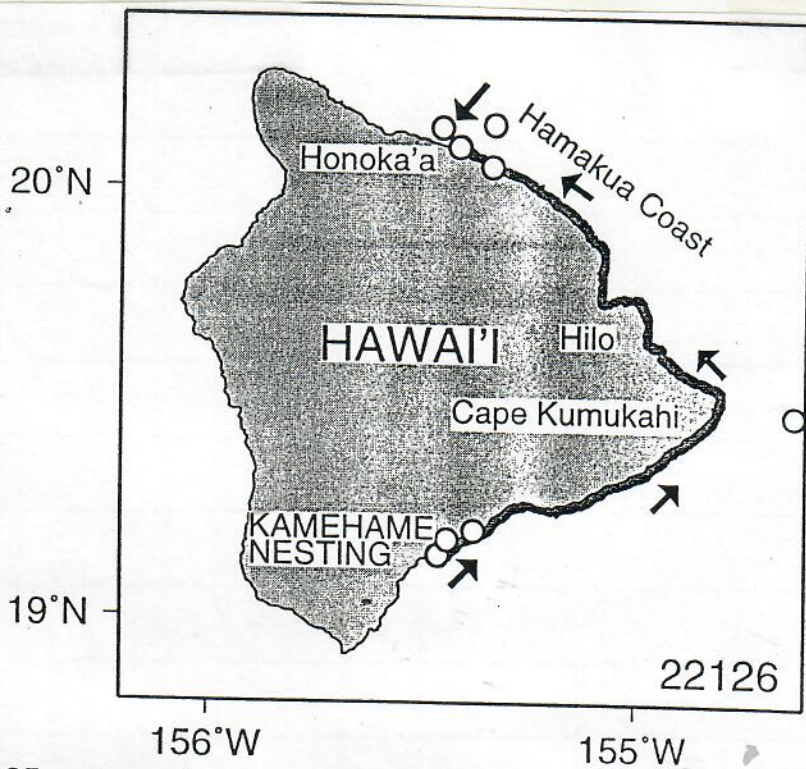 20°N
Honoka'a
Hamakua Coast
HAWAI'I
Hilo
Cape Kumukahi
KAMEHAME
NESTING
19°N
22126
156°W
155°W